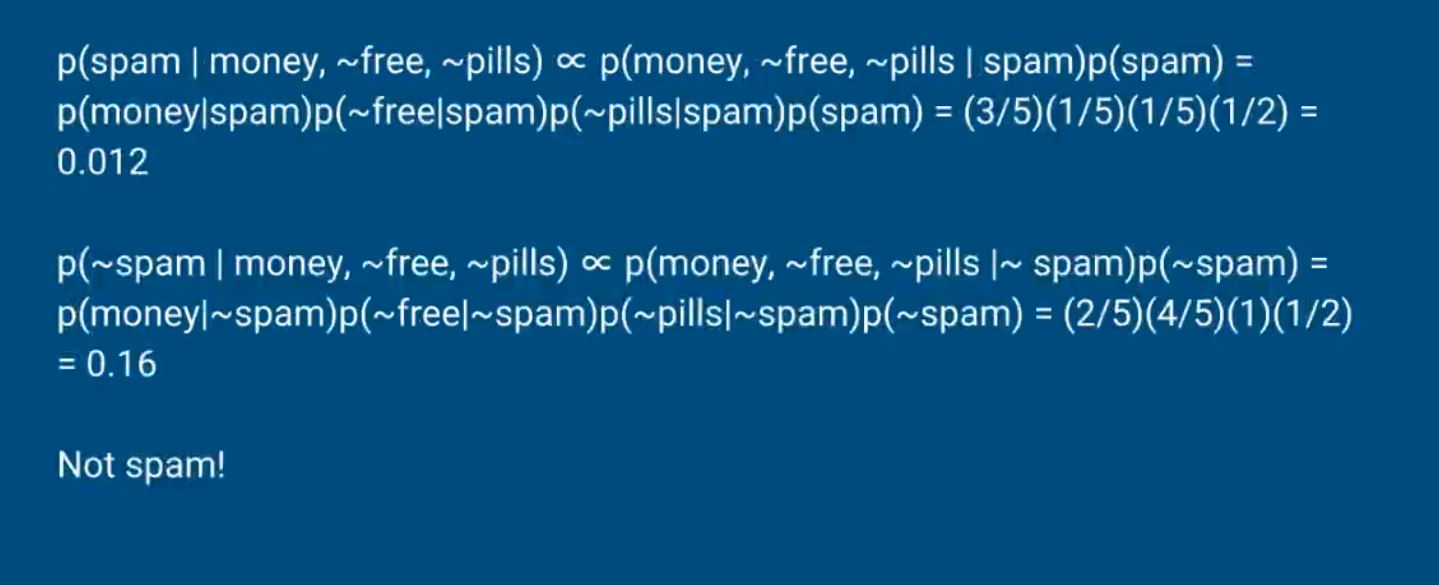 p(spam | money, ~free, ~pills) ∝ p(money, ~free, ~pills | spam)p(spam) =
p(money|spam)p(~free|spam)p(~pills|spam)p(spam) = (3/5)(1/5)(1/5)(1/2) =
0.012
p(~spam | money, ~free, ~pills) ∝ p(money, ~free, ~pills |~ spam)p(~spam) =
p(money|~spam)p(~free|~spam)p(~pills|~spam)p(~spam) = (2/5)(4/5)(1)(1/2)
= 0.16
Not spam!